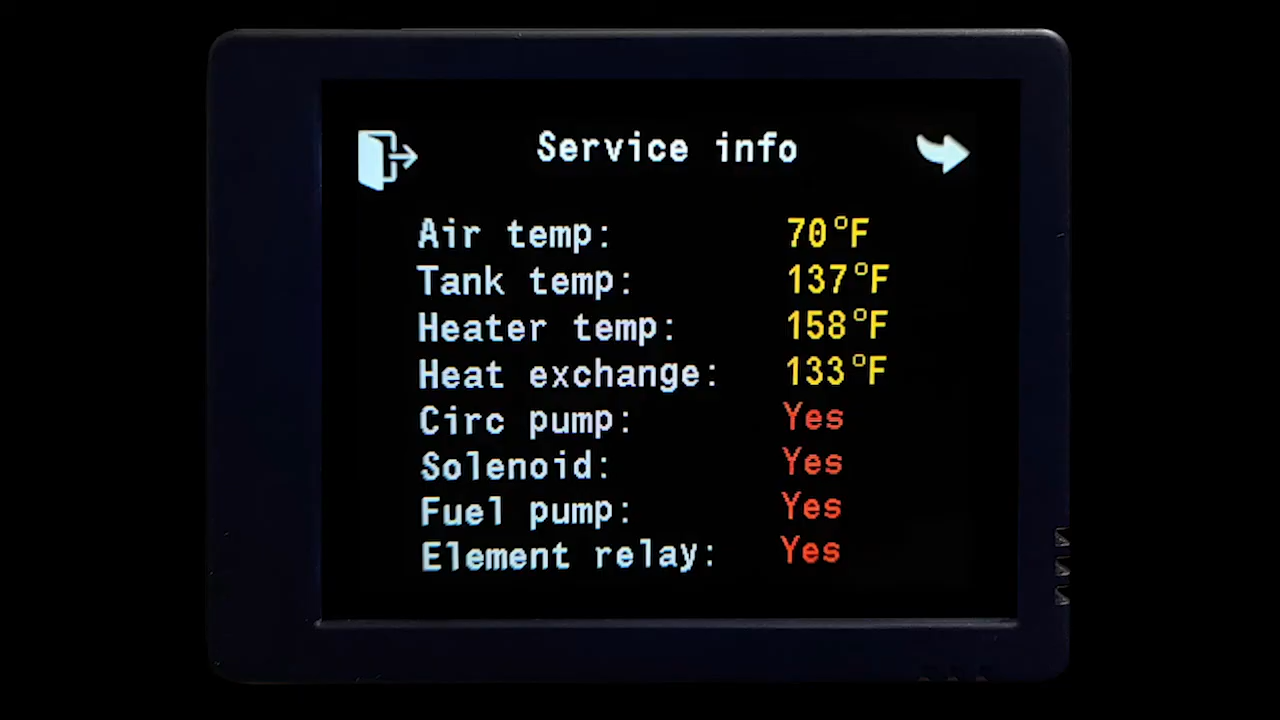 Service info
Air temp: 70°F
Tank temp: 137°F
Heater temp: 158°F
Heat exchange: 133°F
Circ pump: Yes
Solenoid: Yes
Fuel pump: Yes
Element relay: Yes